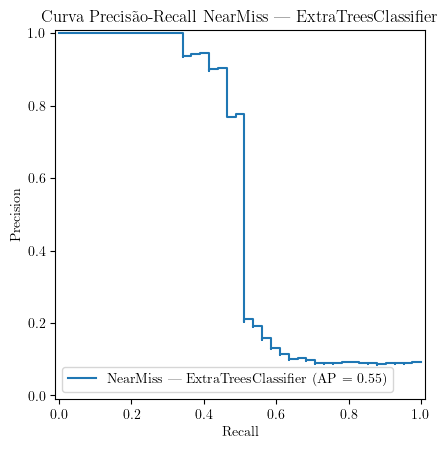 Curva Precisão-Recall NearMiss — ExtraTreesClassifier
1.0
0.8
0.6
0.4
0.2
0.0
Precision
NearMiss — ExtraTreesClassifier (AP = 0.55)
0.0 0.2 0.4 0.6 0.8 1.0
Recall